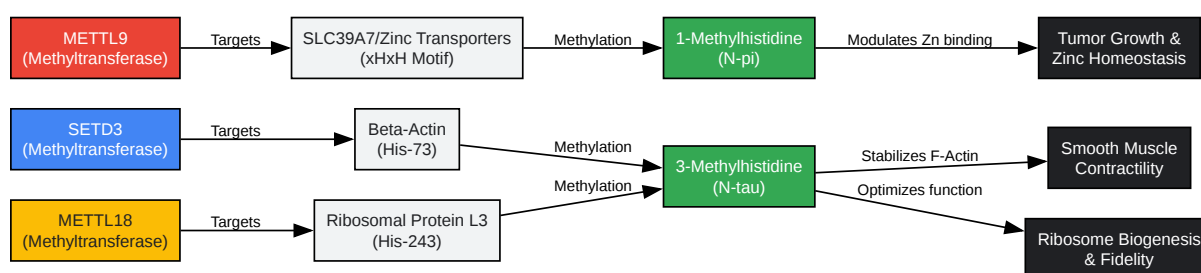 METTL9
(Methyltransferase)
Targets
SLC39A7/Zinc Transporters
(xHxH Motif)
Methylation
1-Methylhistidine
(N-pi)
Modulates Zn binding
Tumor Growth &
Zinc Homeostasis
SETD3
(Methyltransferase)
Targets
Beta-Actin
(His-73)
Methylation
3-Methylhistidine
(N-tau)
Stabilizes F-Actin
Smooth Muscle
Contractility
METTL18
(Methyltransferase)
Targets
Ribosomal Protein L3
(His-243)
Methylation
Optimizes function
Ribosome Biogenesis
& Fidelity